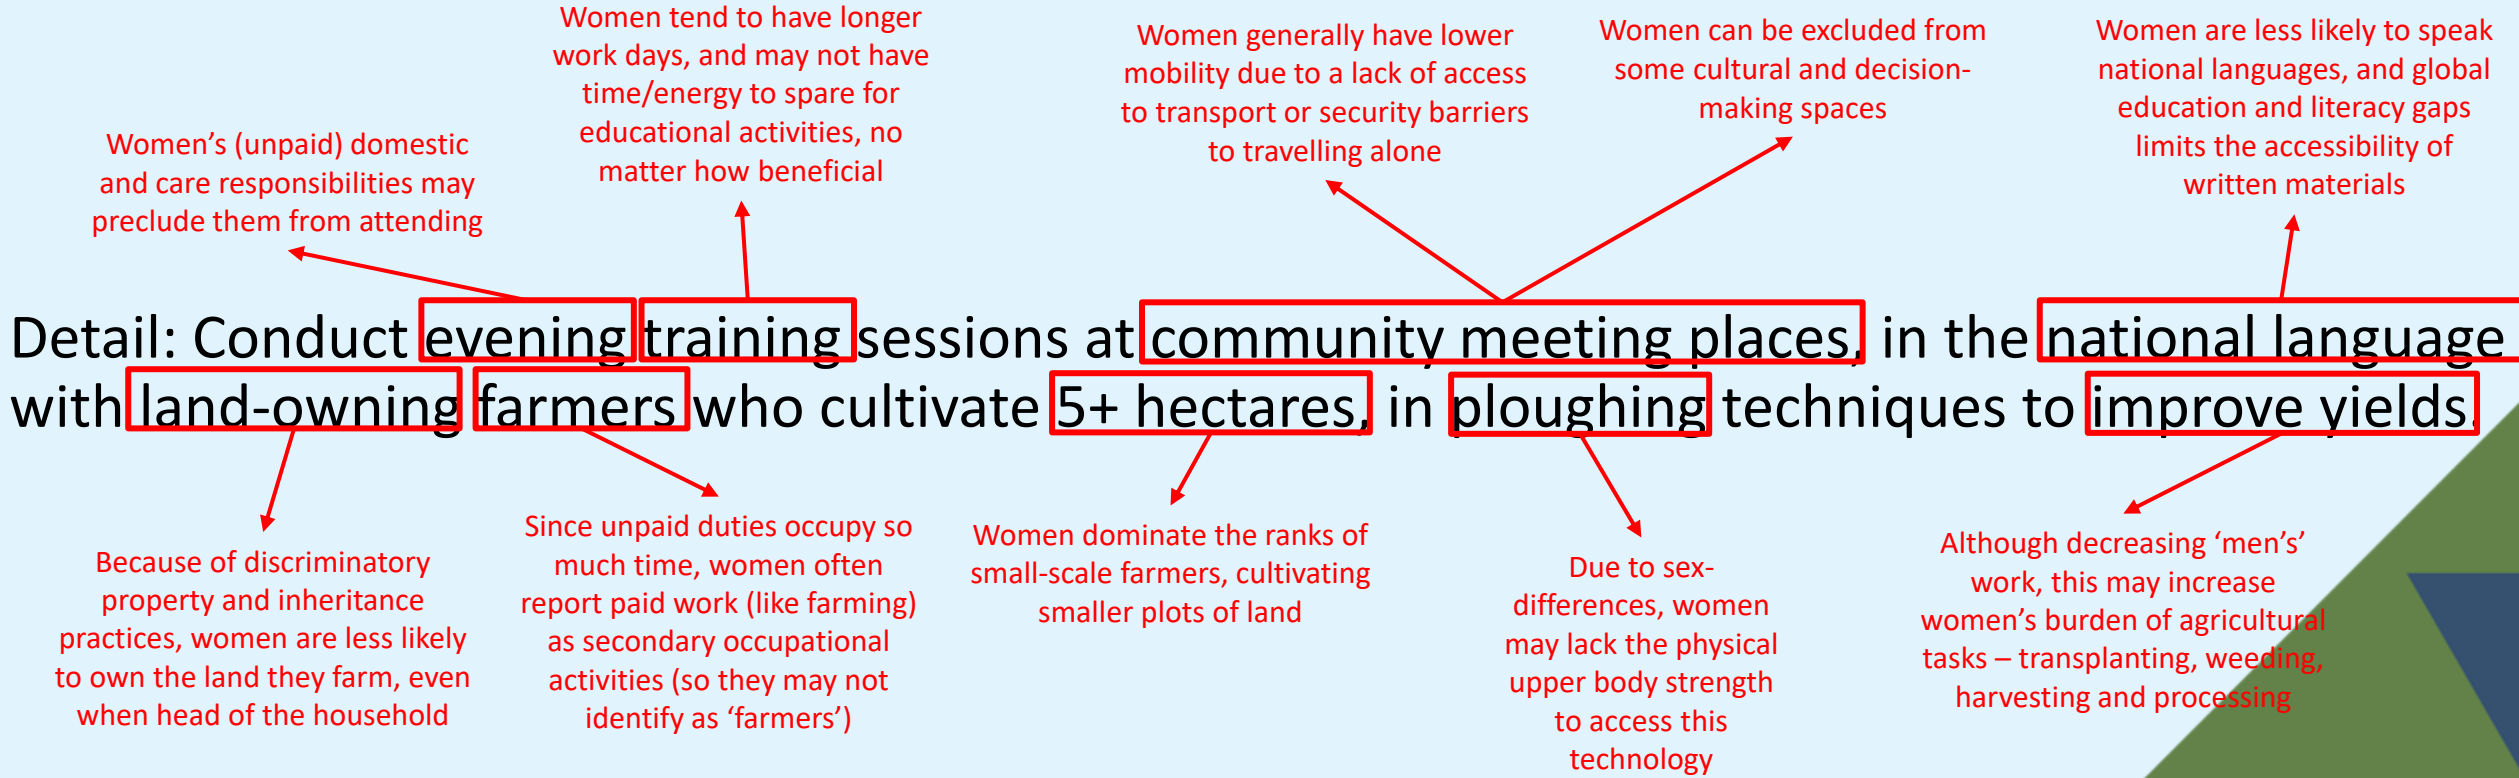 Women's (unpaid) domestic
and care responsibilities may
preclude them from attending
Women tend to have longer
work days, and may not have
time/energy to spare for
educational activities, no
matter how beneficial
Women generally have lower
mobility due to a lack of access
to transport or security barriers
to travelling alone
Women can be excluded from
some cultural and decision-
making spaces
Women are less likely to speak
national languages, and global
education and literacy gaps
limits the accessibility of
written materials
Detail: Conduct evening training sessions at community meeting places, in the national language
with land-owning farmers who cultivate 5+ hectares, in ploughing techniques to improve yields.
Because of discriminatory
property and inheritance
practices, women are less likely
to own the land they farm, even
when head of the household
Since unpaid duties occupy so
much time, women often
report paid work (like farming)
as secondary occupational
activities (so they may not
identify as ‘farmers’)
Women dominate the ranks of
small-scale farmers, cultivating
smaller plots of land
Due to sex-
differences, women
may lack the physical
upper body strength
to access this
technology
Although decreasing ‘men’s’
work, this may increase
women’s burden of agricultural
tasks – transplanting, weeding,
harvesting and processing